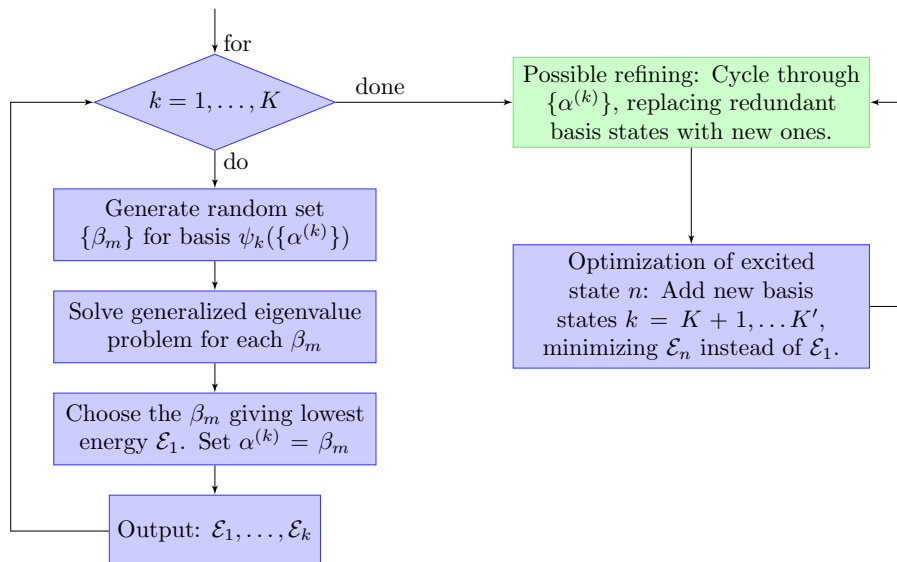 for
k = 1, . . . , K
done
do
Generate random set
{β_m} for basis ψ_k({α^(k)})
Solve generalized eigenvalue
problem for each β_m
Choose the β_m giving lowest
energy ℰ_1. Set α^(k) = β_m
Output: ℰ_1, . . . , ℰ_k
Possible refining: Cycle through
{α^(k)}, replacing redundant
basis states with new ones.
Optimization of excited
state n: Add new basis
states k = K + 1, . . . K′,
minimizing ℰ_n instead of ℰ_1.